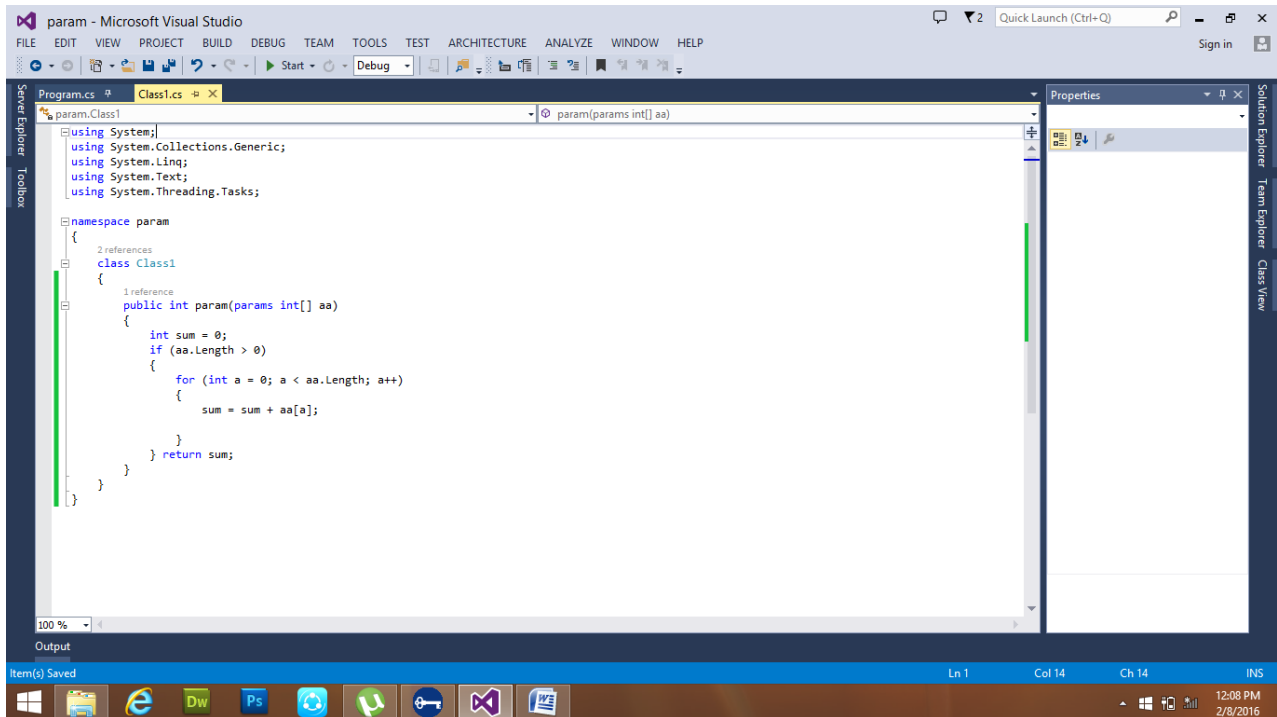 param - Microsoft Visual Studio
2
Quick Launch (Ctrl+Q)
FILE EDIT VIEW PROJECT BUILD DEBUG TEAM TOOLS TEST ARCHITECTURE ANALYZE WINDOW HELP
Sign in
Start
Debug
Server Explorer
Toolbox
Program.cs
Class1.cs
param.Class1
param(params int[] aa)
using System;
using System.Collections.Generic;
using System.Linq;
using System.Text;
using System.Threading.Tasks;
namespace param
{
2 references
class Class1
{
1 reference
public int param(params int[] aa)
{
int sum = 0;
if (aa.Length > 0)
{
for (int a = 0; a < aa.Length; a++)
{
sum = sum + aa[a];
}
} return sum;
}
}
}
100 %
Properties
Solution Explorer
Team Explorer
Class View
Output
Item(s) Saved
Ln 1
Col 14
Ch 14
INS
Dw
Ps
12:08 PM
2/8/2016